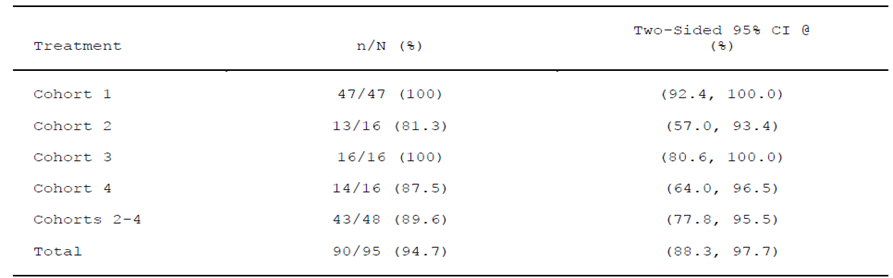 Two-Sided 95% CI @
Treatment n/N (%) (%)
Cohort 1 47/47 (100) (92.4, 100.0)
Cohort 2 13/16 (81.3) (57.0, 93.4)
Cohort 3 16/16 (100) (80.6, 100.0)
Cohort 4 14/16 (87.5) (64.0, 96.5)
Cohorts 2-4 43/48 (89.6) (77.8, 95.5)
Total 90/95 (94.7) (88.3, 97.7)